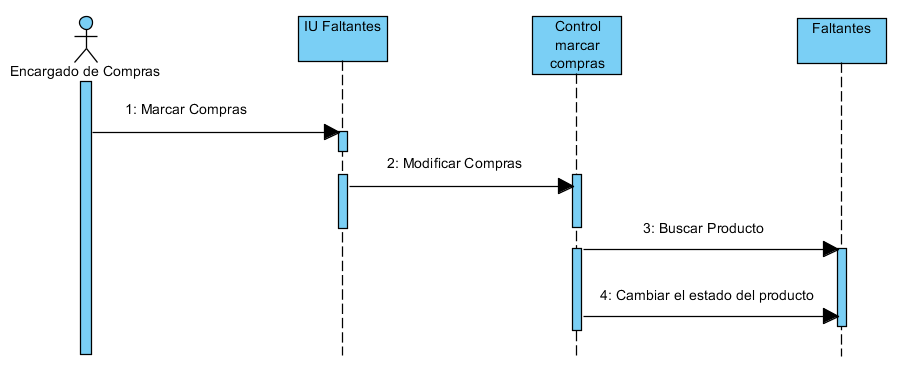 IU Faltantes
Control
marcar
compras
Faltantes
Encargado de Compras
1: Marcar Compras
2: Modificar Compras
3: Buscar Producto
4: Cambiar el estado del producto